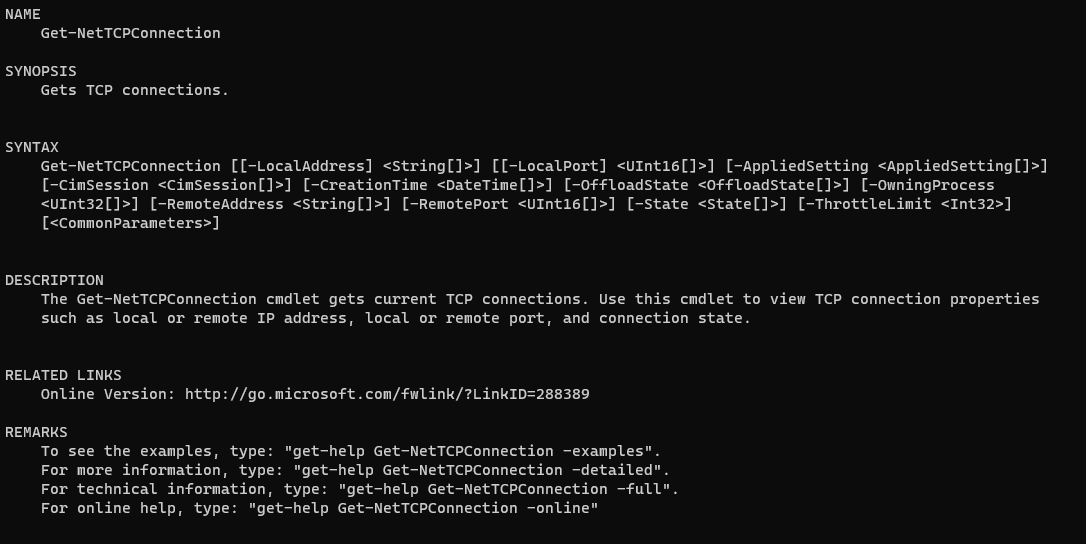 NAME
Get-NetTCPConnection
SYNOPSIS
Gets TCP connections.
SYNTAX
Get-NetTCPConnection [[-LocalAddress] <String[]>] [[-LocalPort] <UInt16[]>] [-AppliedSetting <AppliedSetting[]>]
[-CimSession <CimSession[]>] [-CreationTime <DateTime[]>] [-OffloadState <OffloadState[]>] [-OwningProcess
<UInt32[]>] [-RemoteAddress <String[]>] [-RemotePort <UInt16[]>] [-State <State[]>] [-ThrottleLimit <Int32>]
[<CommonParameters>]
DESCRIPTION
The Get-NetTCPConnection cmdlet gets current TCP connections. Use this cmdlet to view TCP connection properties
such as local or remote IP address, local or remote port, and connection state.
RELATED LINKS
Online Version: http://go.microsoft.com/fwlink/?LinkID=288389
REMARKS
To see the examples, type: "get-help Get-NetTCPConnection -examples".
For more information, type: "get-help Get-NetTCPConnection -detailed".
For technical information, type: "get-help Get-NetTCPConnection -full".
For online help, type: "get-help Get-NetTCPConnection -online"